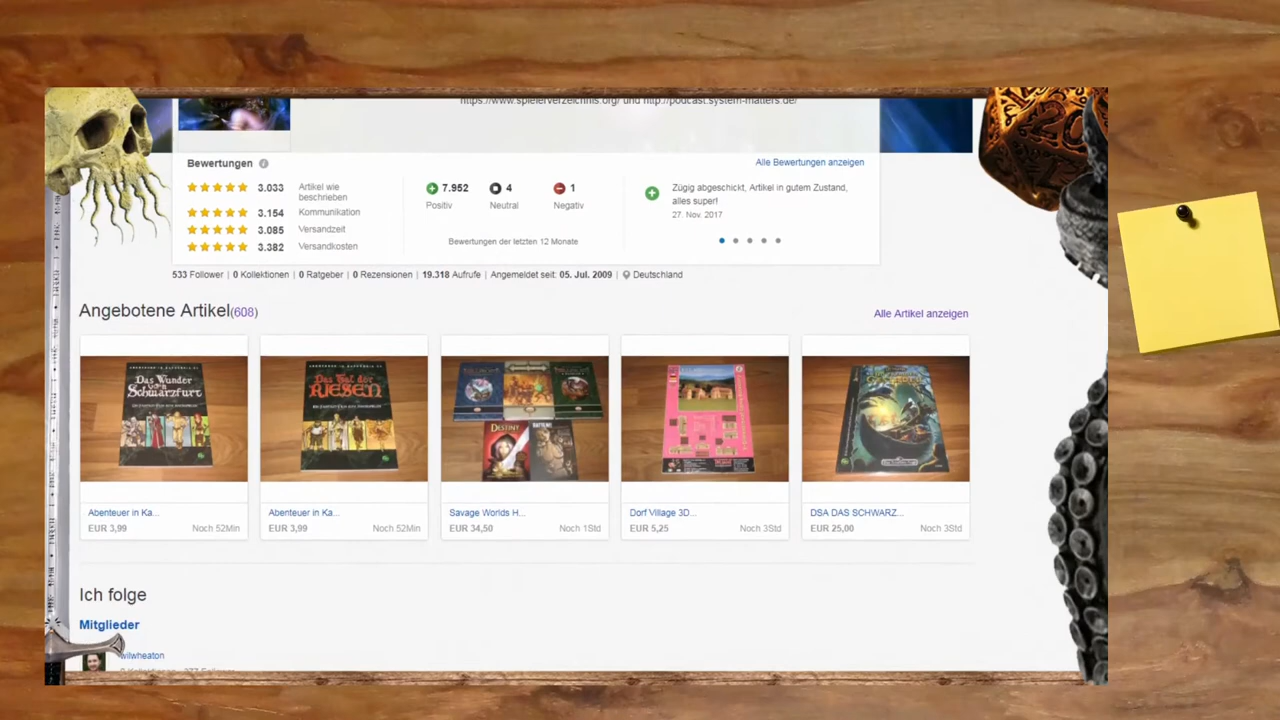 https://www.spielerverzeichnis.org/ und http://podcast.system-matters.de/
Bewertungen
Alle Bewertungen anzeigen
3.033 Artikel wie beschrieben
3.154 Kommunikation
3.085 Versandzeit
3.382 Versandkosten
7.952 Positiv
4 Neutral
1 Negativ
Bewertungen der letzten 12 Monate
Zügig abgeschickt, Artikel in gutem Zustand,
alles super!
27. Nov. 2017
533 Follower | 0 Kollektionen | 0 Ratgeber | 0 Rezensionen | 19.318 Aufrufe | Angemeldet seit: 05. Jul. 2009 | Deutschland
Angebotene Artikel(608)
Alle Artikel anzeigen
Das Wunder
von
Schwarzfurt
Das Tal der
RIESEN
DESTINY
Abenteuer in Ka...
EUR 3,99 Noch 52Min
Abenteuer in Ka...
EUR 3,99 Noch 52Min
Savage Worlds H...
EUR 34,50 Noch 1Std
Dorf Village 3D...
EUR 5,25 Noch 3Std
DSA DAS SCHWARZ...
EUR 25,00 Noch 3Std
Ich folge
Mitglieder
wilwheaton
20